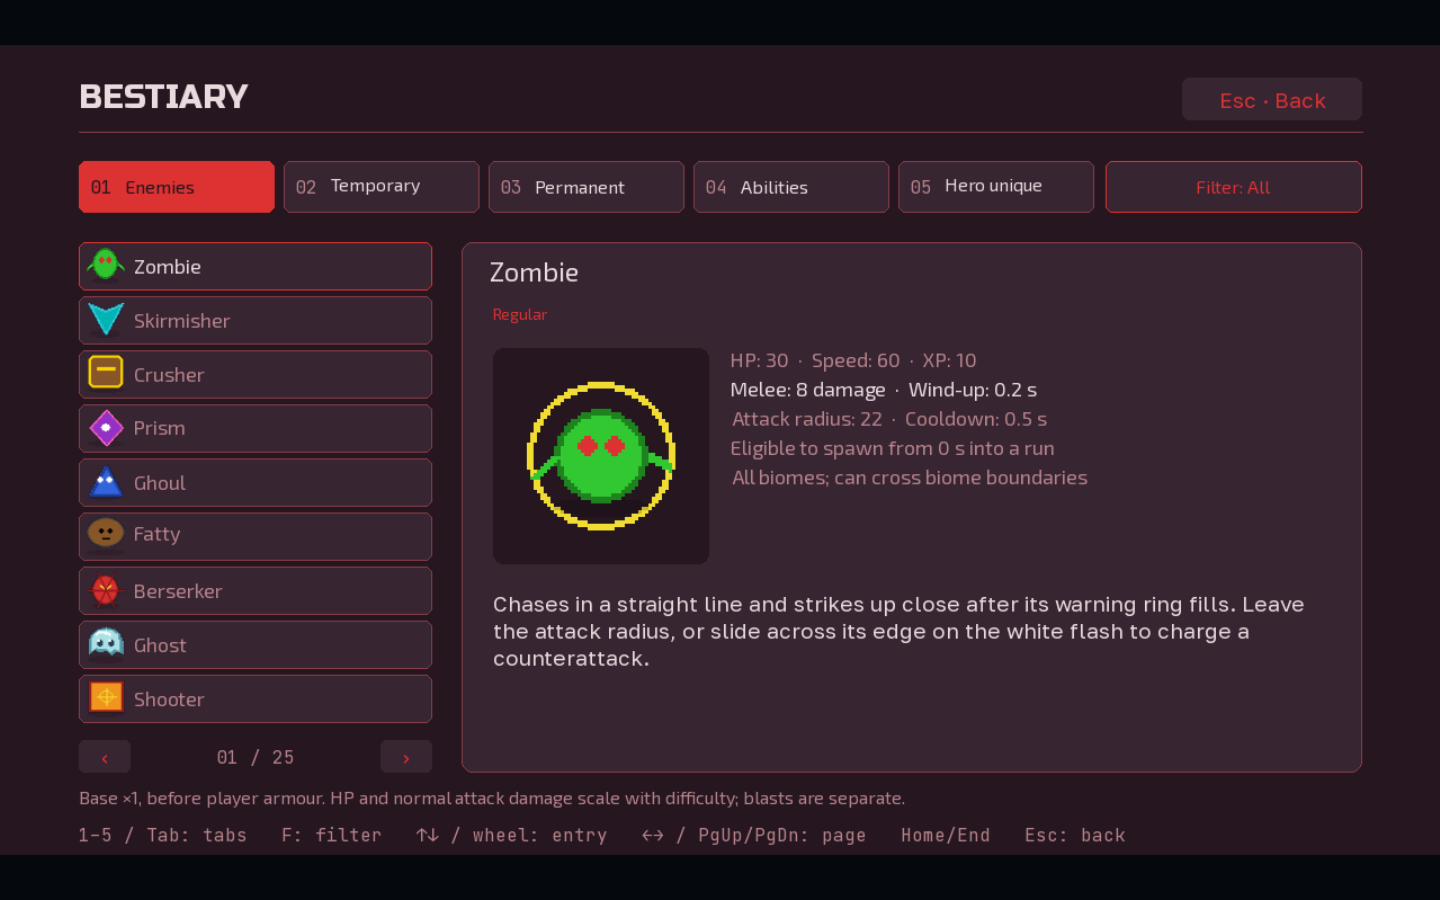 BESTIARY
Esc · Back
01 Enemies
02 Temporary
03 Permanent
04 Abilities
05 Hero unique
Filter: All
Zombie
Skirmisher
Crusher
Prism
Ghoul
Fatty
Berserker
Ghost
Shooter
‹ 01 / 25 ›
Zombie
Regular
HP: 30 · Speed: 60 · XP: 10
Melee: 8 damage · Wind-up: 0.2 s
Attack radius: 22 · Cooldown: 0.5 s
Eligible to spawn from 0 s into a run
All biomes; can cross biome boundaries
Chases in a straight line and strikes up close after its warning ring fills. Leave
the attack radius, or slide across its edge on the white flash to charge a
counterattack.
Base ×1, before player armour. HP and normal attack damage scale with difficulty; blasts are separate.
1–5 / Tab: tabs F: filter ↑↓ / wheel: entry ↔ / PgUp/PgDn: page Home/End Esc: back